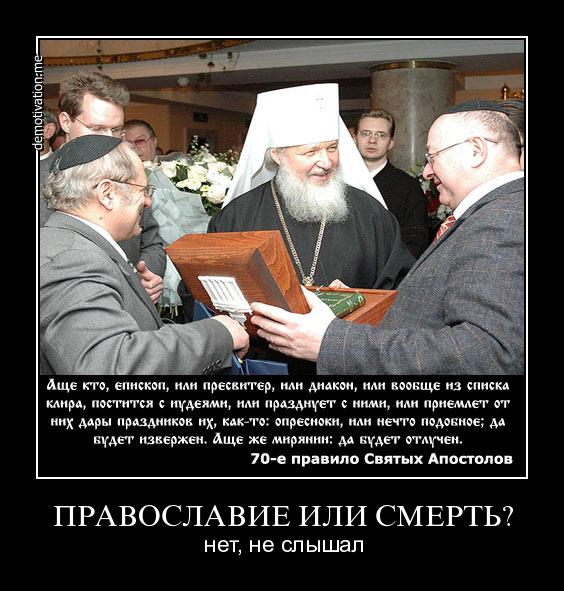 demotivation.me
Аще кто, епископ, или пресвитер, или диакон, или вообще из списка
клира, постится с иудеями, или празднует с ними, или приемлет от
них дары праздников их, как-то: опресноки, или нечто подобное; да
будет извержен. Аще же мирянин: да будет отлучен.
70-е правило Святых Апостолов
ПРАВОСЛАВИЕ ИЛИ СМЕРТЬ?
нет, не слышал